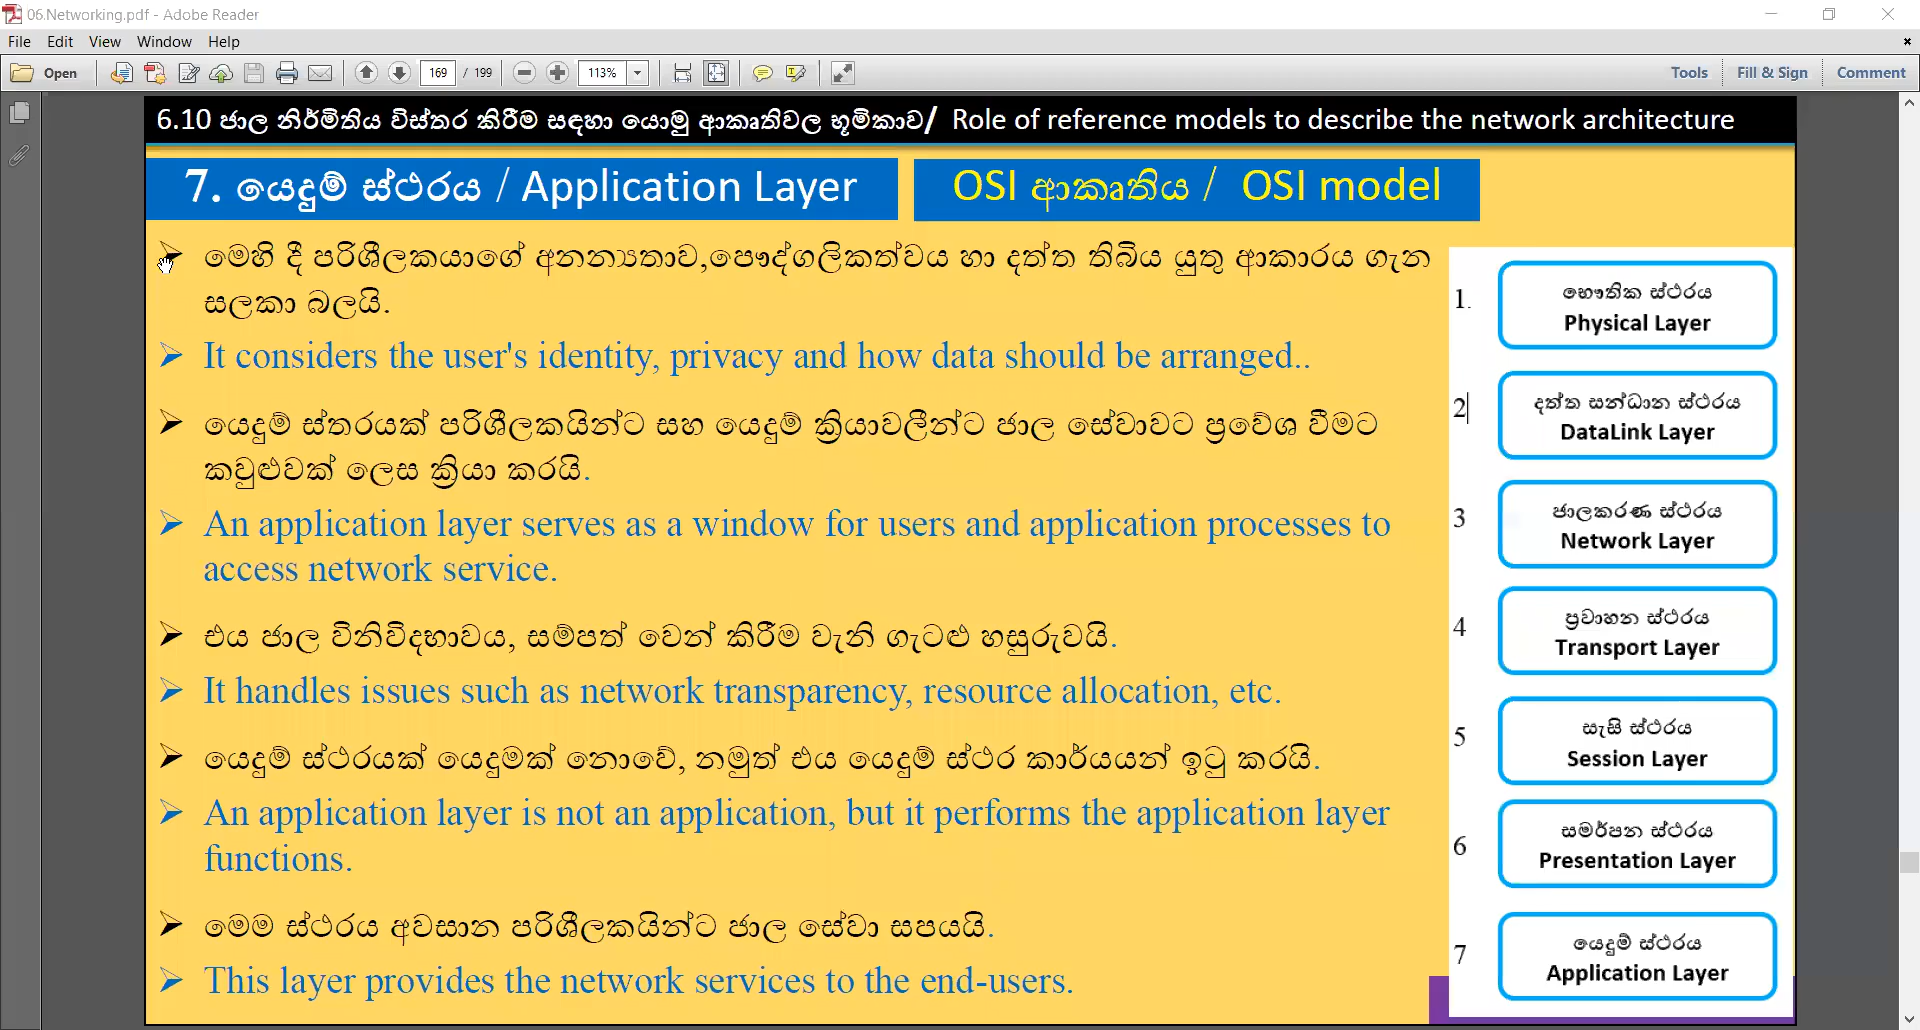 06.Networking.pdf - Adobe Reader
File Edit View Window Help
Open 169 / 199 113% Tools Fill & Sign Comment
6.10 ජාල නිර්මිතිය විස්තර කිරීම සඳහා යොමු ආකෘතිවල භූමිකාව/ Role of reference models to describe the network architecture
7. යෙදුම් ස්ථරය / Application Layer
OSI ආකෘතිය / OSI model
මෙහි දී පරිශීලකයාගේ අනන්‍යතාව,පෞද්ගලිකත්වය හා දත්ත තිබිය යුතු ආකාරය ගැන
සලකා බලයි.
It considers the user's identity, privacy and how data should be arranged..
යෙදුම් ස්තරයක් පරිශීලකයින්ට සහ යෙදුම් ක්‍රියාවලීන්ට ජාල සේවාවට ප්‍රවේශ වීමට
කවුළුවක් ලෙස ක්‍රියා කරයි.
An application layer serves as a window for users and application processes to
access network service.
එය ජාල විනිවිදභාවය, සම්පත් වෙන් කිරීම වැනි ගැටළු හසුරුවයි.
It handles issues such as network transparency, resource allocation, etc.
යෙදුම් ස්ථරයක් යෙදුමක් නොවේ, නමුත් එය යෙදුම් ස්ථර කාර්යයන් ඉටු කරයි.
An application layer is not an application, but it performs the application layer
functions.
මෙම ස්ථරය අවසාන පරිශීලකයින්ට ජාල සේවා සපයයි.
This layer provides the network services to the end-users.
1.
භෞතික ස්ථරය
Physical Layer
2
දත්ත සන්ධාන ස්ථරය
DataLink Layer
3
ජාලකරණ ස්ථරය
Network Layer
4
ප්‍රවාහන ස්ථරය
Transport Layer
5
සැසි ස්ථරය
Session Layer
6
සමර්පන ස්ථරය
Presentation Layer
7
යෙදුම් ස්ථරය
Application Layer